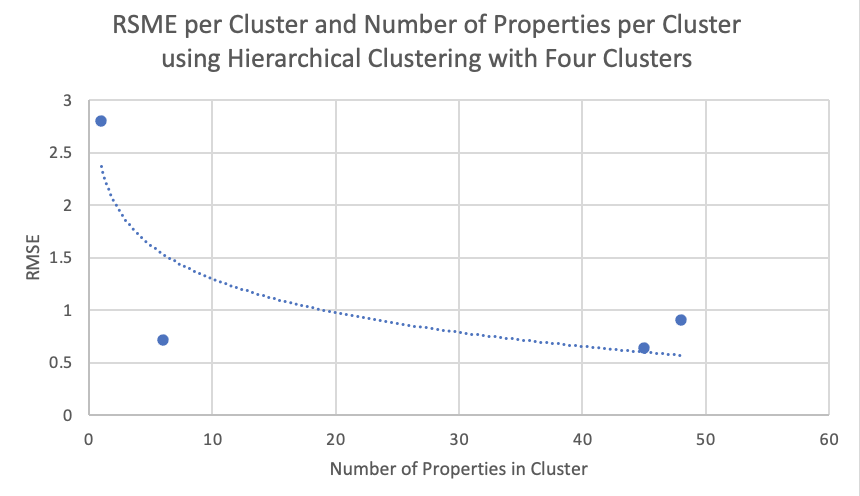 RSME per Cluster and Number of Properties per Cluster
using Hierarchical Clustering with Four Clusters
3
2.5
2
1.5
1
0.5
0
RMSE
0 10 20 30 40 50 60
Number of Properties in Cluster